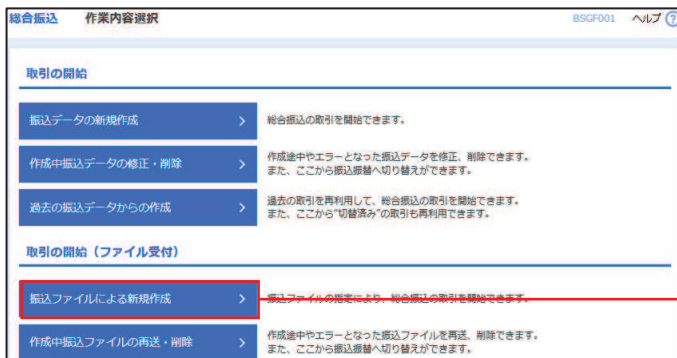 総合振込 作業内容選択 BSGF001 ヘルプ ?
取引の開始
振込データの新規作成 > 総合振込の取引を開始できます。
作成中振込データの修正・削除 > 作成途中やエラーとなった振込データを修正、削除できます。
また、ここから振込振替へ切り替えができます。
過去の振込データからの作成 > 過去の取引を再利用して、総合振込の取引を開始できます。
また、ここから"切替済み"の取引も再利用できます。
取引の開始（ファイル受付）
振込ファイルによる新規作成 > 振込ファイルの指定により、総合振込の取引を開始できます。
作成中振込ファイルの再送・削除 > 作成途中やエラーとなった振込ファイルを再送、削除できます。
また、ここから振込振替へ切り替えができます。